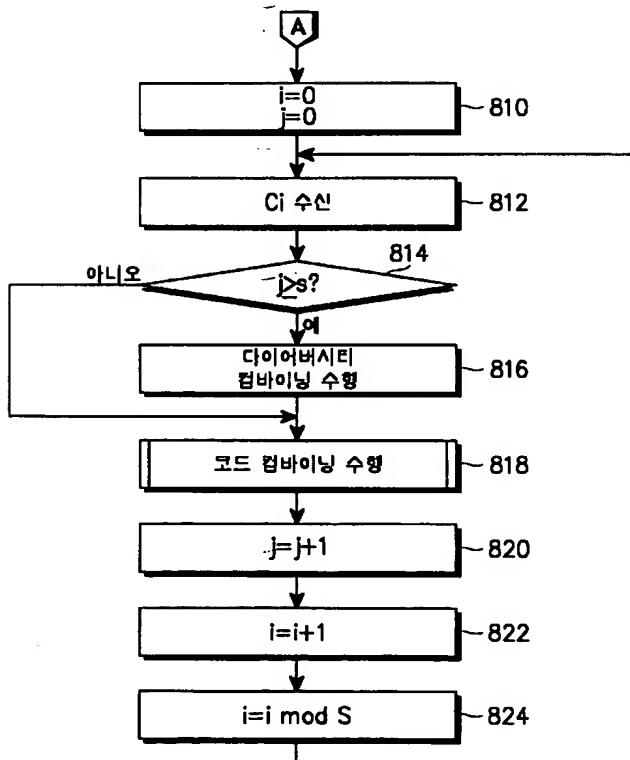 A
i=0
j=0
810
Ci 수신
812
814
아니오
j>s?
예
다이어버시티
컴바이닝 수행
816
코드 컴바이닝 수행
818
j=j+1
820
i=i+1
822
i=i mod S
824